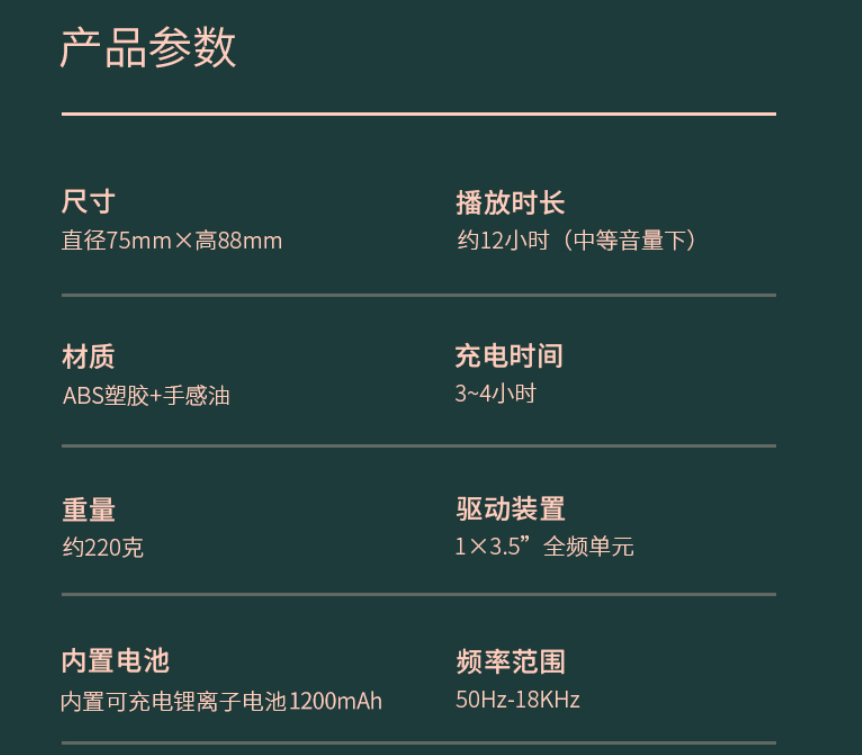 产品参数
尺寸
直径75mm×高88mm
播放时长
约12小时（中等音量下）
材质
ABS塑胶+手感油
充电时间
3~4小时
重量
约220克
驱动装置
1×3.5”全频单元
内置电池
内置可充电锂离子电池1200mAh
频率范围
50Hz-18KHz